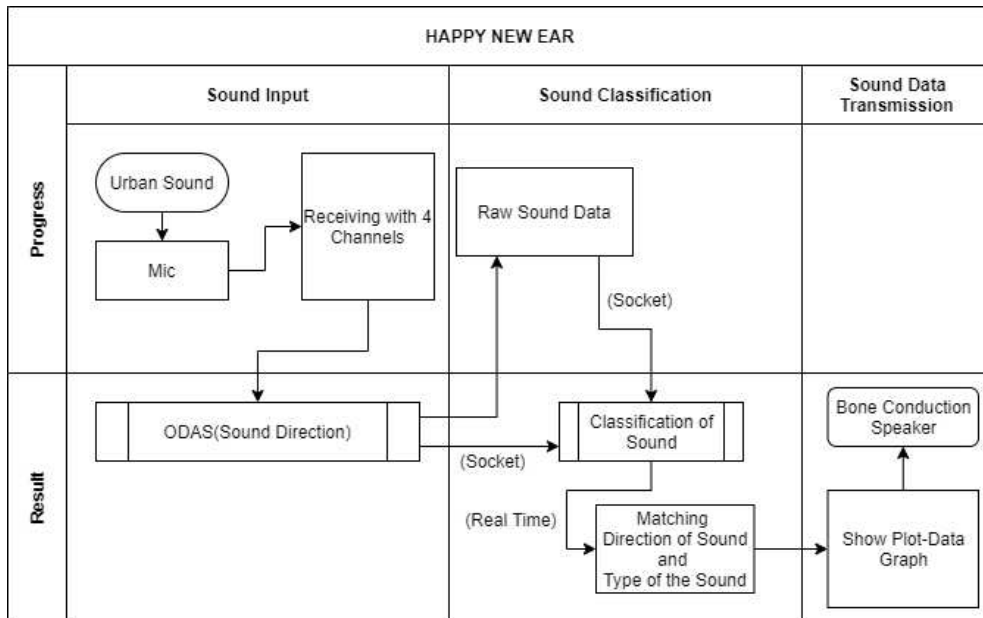 HAPPY NEW EAR
Sound Input
Sound Classification
Sound Data
Transmission
Progress
Urban Sound
Mic
Receiving with 4
Channels
Raw Sound Data
(Socket)
Result
ODAS(Sound Direction)
(Socket)
Classification of
Sound
(Real Time)
Matching
Direction of Sound
and
Type of the Sound
Bone Conduction
Speaker
Show Plot-Data
Graph